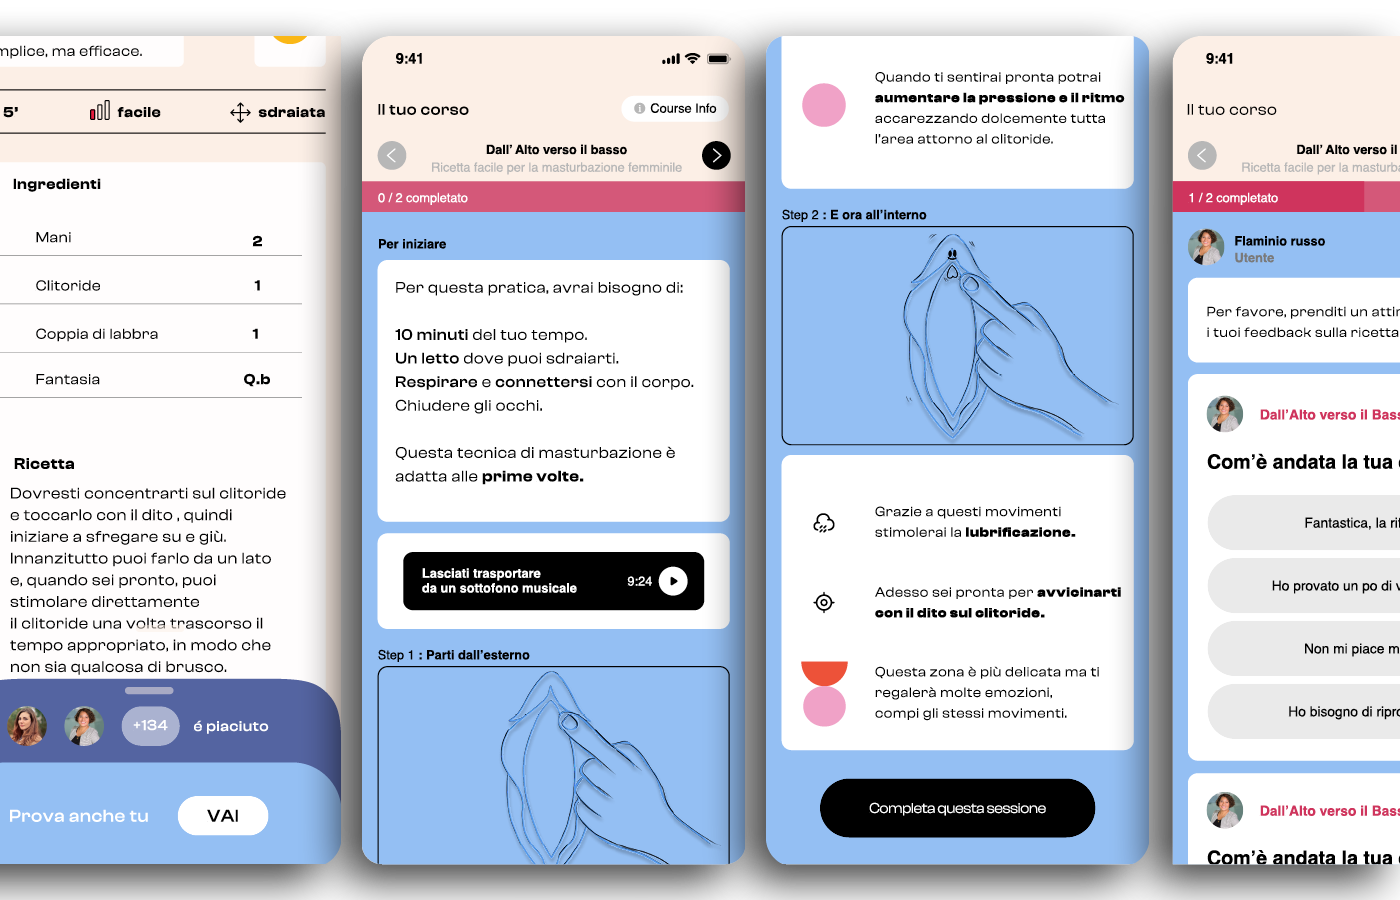 mplice, ma efficace.
5'
facile
sdraiata
Ingredienti
Mani 2
Clitoride 1
Coppia di labbra 1
Fantasia Q.b
Ricetta
Dovresti concentrarti sul clitoride
e toccarlo con il dito , quindi
iniziare a sfregare su e giù.
Innanzitutto puoi farlo da un lato
e, quando sei pronto, puoi
stimolare direttamente
il clitoride una volta trascorso il
tempo appropriato, in modo che
non sia qualcosa di brusco.
+134
é piaciuto
Prova anche tu
VAI
9:41
Il tuo corso
Course Info
Dall' Alto verso il basso
Ricetta facile per la masturbazione femminile
0 / 2 completato
Per iniziare
Per questa pratica, avrai bisogno di:
10 minuti del tuo tempo.
Un letto dove puoi sdraiarti.
Respirare e connettersi con il corpo.
Chiudere gli occhi.
Questa tecnica di masturbazione è
adatta alle prime volte.
Lasciati trasportare
da un sottofono musicale
9:24
Step 1 : Parti dall'esterno
Quando ti sentirai pronta potrai
aumentare la pressione e il ritmo
accarezzando dolcemente tutta
l'area attorno al clitoride.
Step 2 : E ora all'interno
Grazie a questi movimenti
stimolerai la lubrificazione.
Adesso sei pronta per avvicinarti
con il dito sul clitoride.
Questa zona è più delicata ma ti
regalerà molte emozioni,
compi gli stessi movimenti.
Completa questa sessione
9:41
Il tuo corso
Dall' Alto verso il
Ricetta facile per la masturba
1 / 2 completato
Flaminio russo
Utente
Per favore, prenditi un attim
i tuoi feedback sulla ricetta
Dall'Alto verso il Bass
Com'è andata la tua
Fantastica, la rif
Ho provato un po di v
Non mi piace m
Ho bisogno di ripro
Dall'Alto verso il Bass
Com'è andata la tua